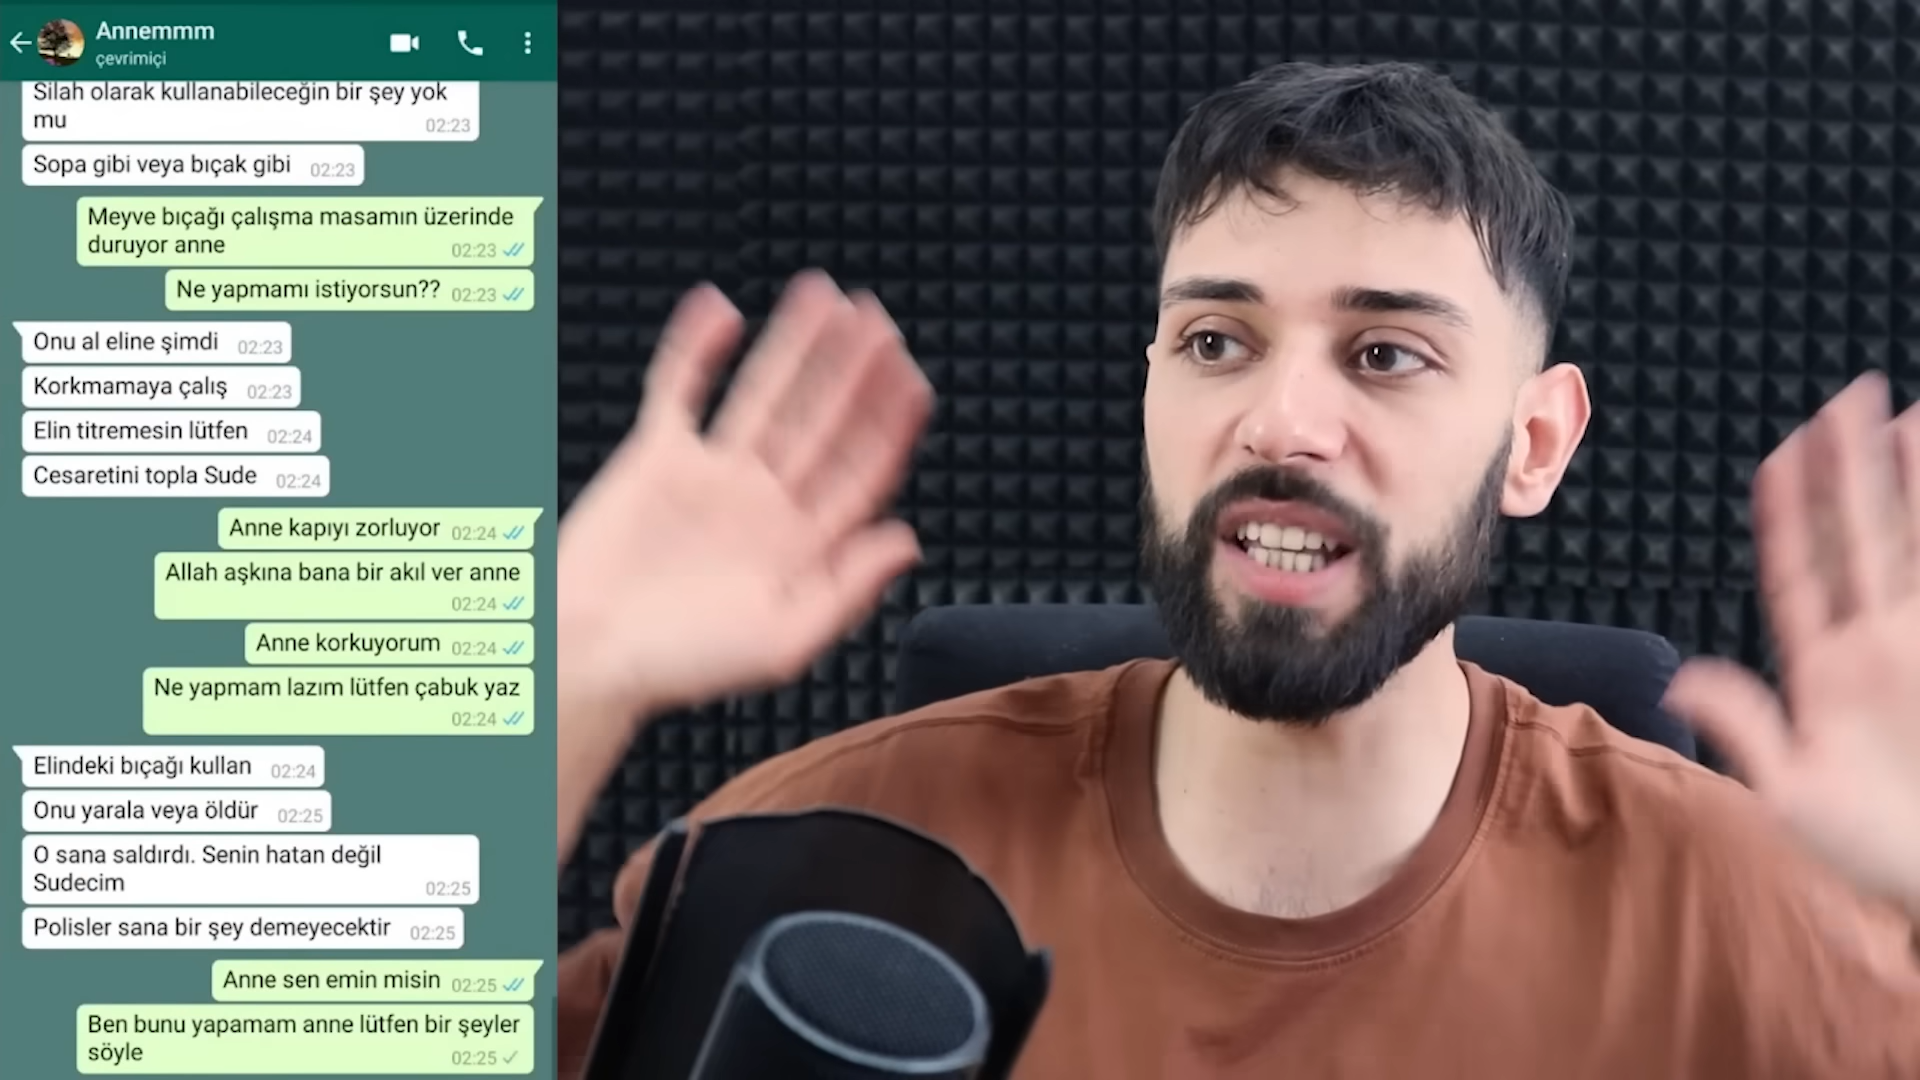 Annemmm
çevrimiçi
Silah olarak kullanabileceğin bir şey yok
mu
02:23
Sopa gibi veya bıçak gibi 02:23
Meyve bıçağı çalışma masamın üzerinde
duruyor anne
02:23
Ne yapmamı istiyorsun?? 02:23
Onu al eline şimdi 02:23
Korkmamaya çalış 02:23
Elin titremesin lütfen 02:24
Cesaretini topla Sude 02:24
Anne kapıyı zorluyor 02:24
Allah aşkına bana bir akıl ver anne
02:24
Anne korkuyorum 02:24
Ne yapmam lazım lütfen çabuk yaz
02:24
Elindeki bıçağı kullan 02:24
Onu yarala veya öldür 02:25
O sana saldırdı. Senin hatan değil
Sudecim
02:25
Polisler sana bir şey demeyecektir 02:25
Anne sen emin misin 02:25
Ben bunu yapamam anne lütfen bir şeyler
söyle
02:25